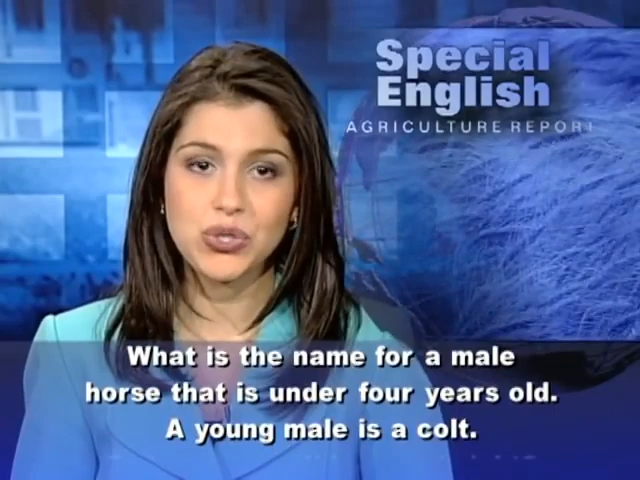 Special
English
AGRICULTURE REPORT
What is the name for a male
horse that is under four years old.
A young male is a colt.